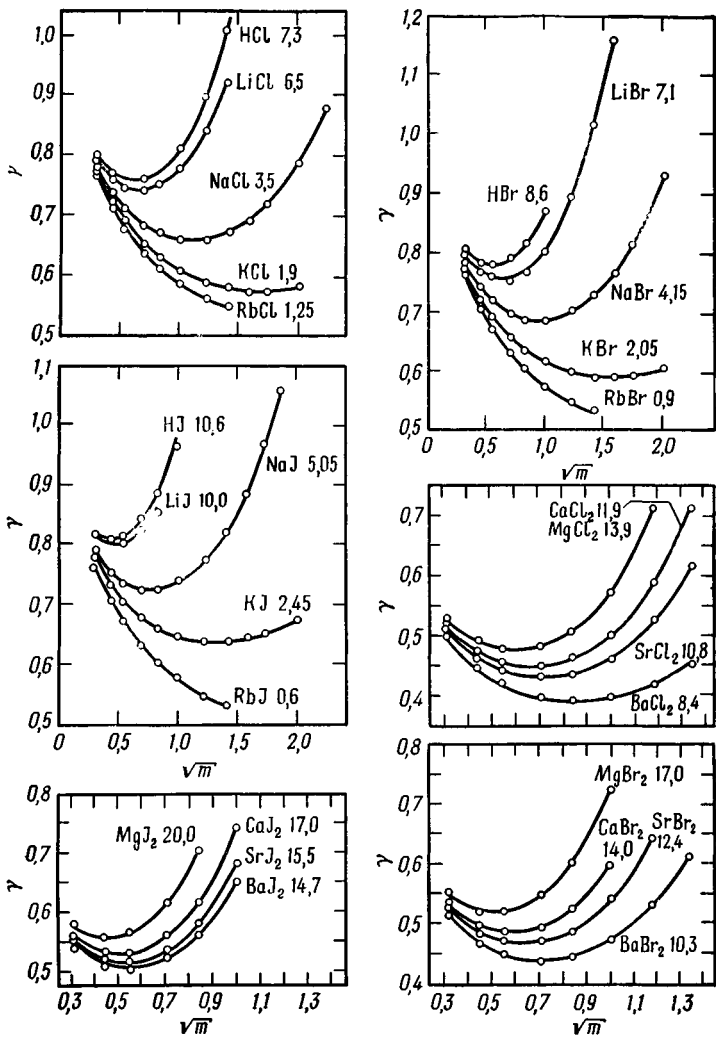 1,0
0,9
0,8
0,7
0,6
0,5
γ
HCl 7,3
LiCl 6,5
NaCl 3,5
KCl 1,9
RbCl 1,25
1,2
1,1
1,0
0,9
0,8
0,7
0,6
0,5
γ
LiBr 7,1
HBr 8,6
NaBr 4,15
KBr 2,05
RbBr 0,9
0
0,5
1,0
1,5
2,0
√m
1,1
1,0
0,9
0,8
0,7
0,6
0,5
γ
HJ 10,6
NaJ 5,05
LiJ 10,0
KJ 2,45
RbJ 0,6
0
0,5
1,0
1,5
2,0
√m
0,7
0,6
0,5
0,4
γ
CaCl₂ 11,9
MgCl₂ 13,9
SrCl₂ 10,8
BaCl₂ 8,4
0,8
0,7
0,6
0,5
γ
MgJ₂ 20,0
CaJ₂ 17,0
SrJ₂ 15,5
BaJ₂ 14,7
0,3 0,5 0,7 0,9 1,1 1,3
√m
0,8
0,7
0,6
0,5
0,4
γ
MgBr₂ 17,0
CaBr₂
14,0
SrBr₂
12,4
BaBr₂ 10,3
0,3 0,5 0,7 0,9 1,1 1,3
√m